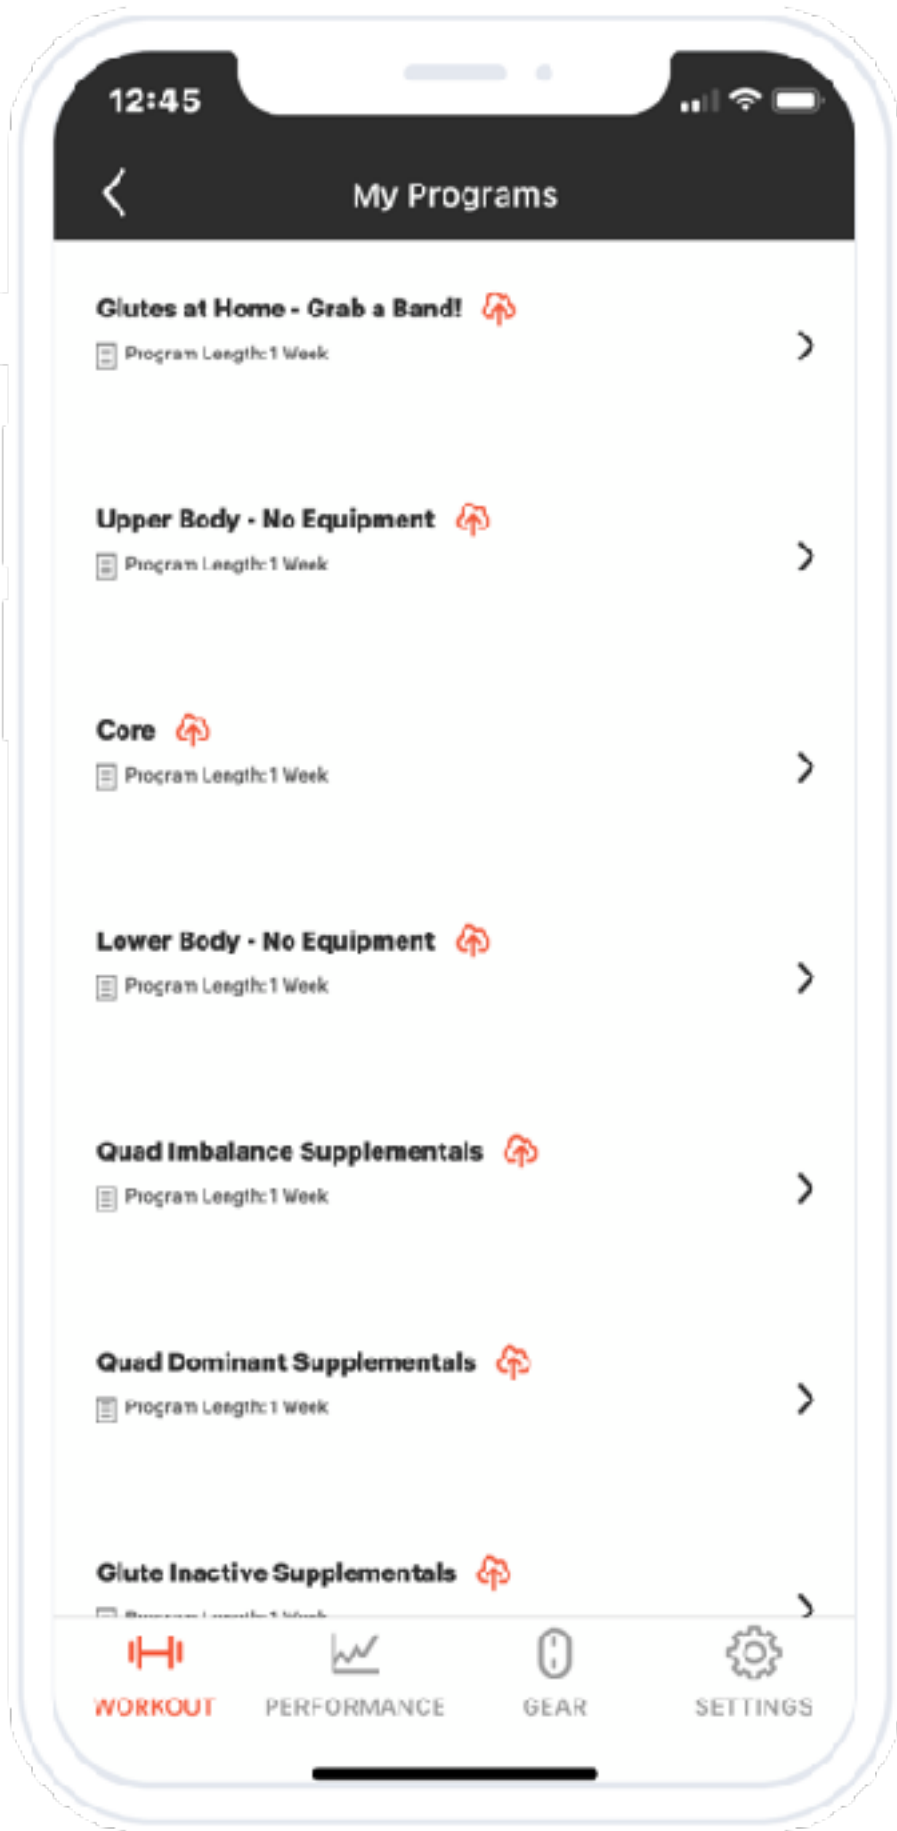 12:45
My Programs
Glutes at Home - Grab a Band!
Program Length: 1 Week
Upper Body - No Equipment
Program Length: 1 Week
Core
Program Length: 1 Week
Lower Body - No Equipment
Program Length: 1 Week
Quad Imbalance Supplementals
Program Length: 1 Week
Quad Dominant Supplementals
Program Length: 1 Week
Glute Inactive Supplementals
WORKOUT PERFORMANCE GEAR SETTINGS